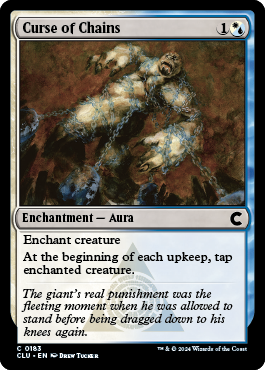 Curse of Chains 1
Enchantment — Aura C
Enchant creature
At the beginning of each upkeep, tap
enchanted creature.
The giant's real punishment was the
fleeting moment when he was allowed to
stand before being dragged down to his
knees again.
C 0183
CLU • EN Drew Tucker ™ & © 2024 Wizards of the Coast